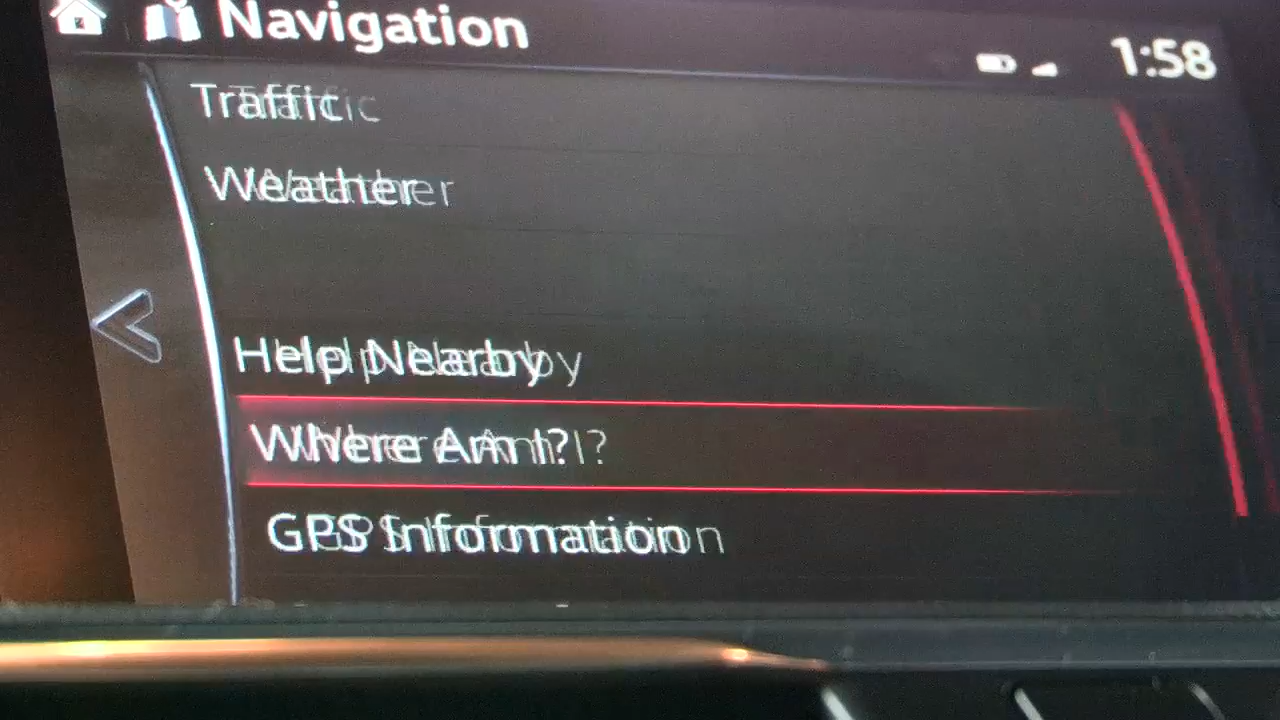 Navigation
1:58
Traffic
Weather
Help Nearby
Where Am I?
GPS Information